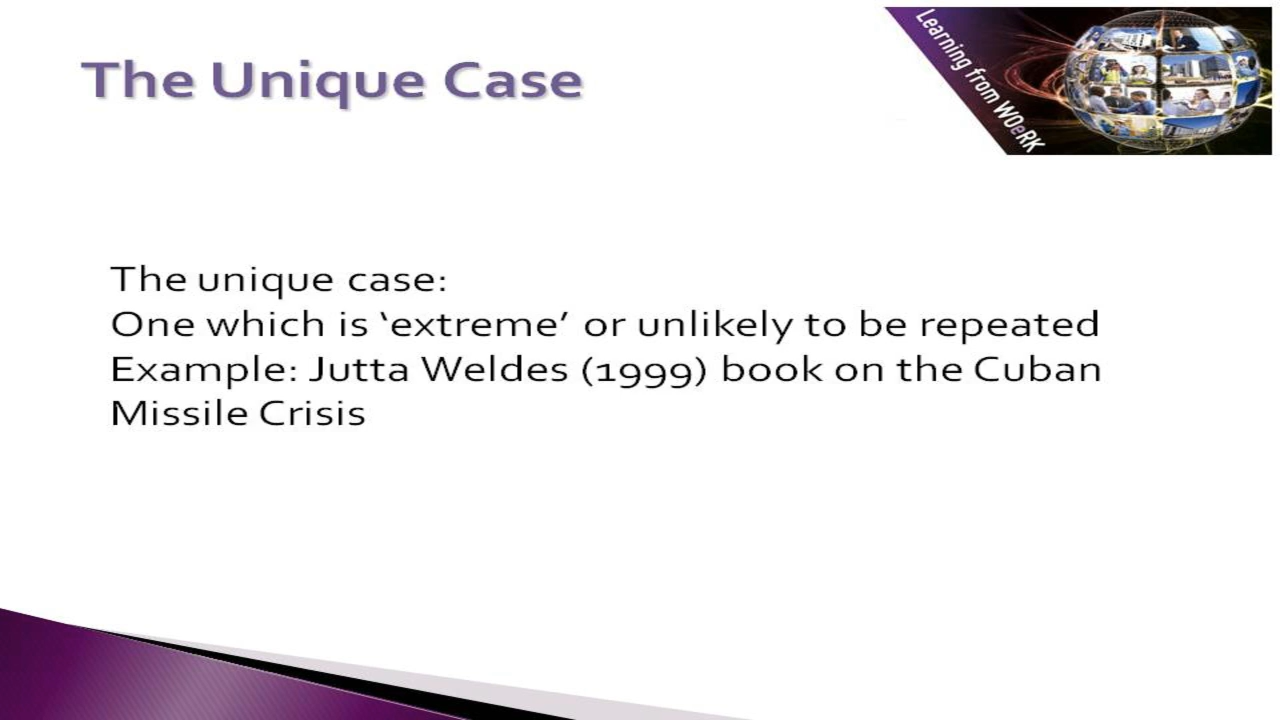 The Unique Case
Learning from WOeRK
The unique case:
One which is ‘extreme’ or unlikely to be repeated
Example: Jutta Weldes (1999) book on the Cuban
Missile Crisis